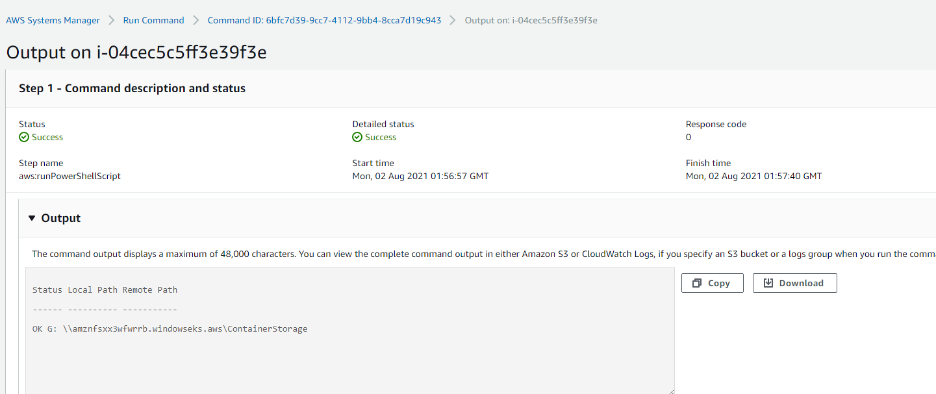 AWS Systems Manager > Run Command > Command ID: 6bfc7d39-9cc7-4112-9bb4-8cca7d19c943 > Output on: i-04cec5c5ff3e39f3e
Output on i-04cec5c5ff3e39f3e
Step 1 - Command description and status
Status Detailed status Response code
Success Success 0
Step name Start time Finish time
aws:runPowerShellScript Mon, 02 Aug 2021 01:56:57 GMT Mon, 02 Aug 2021 01:57:40 GMT
▼ Output
The command output displays a maximum of 48,000 characters. You can view the complete command output in either Amazon S3 or CloudWatch Logs, if you specify an S3 bucket or a logs group when you run the comma
Copy Download
Status Local Path Remote Path
------ ---------- -----------
OK G: \\amznfsxx3wfwrrb.windowseks.aws\ContainerStorage